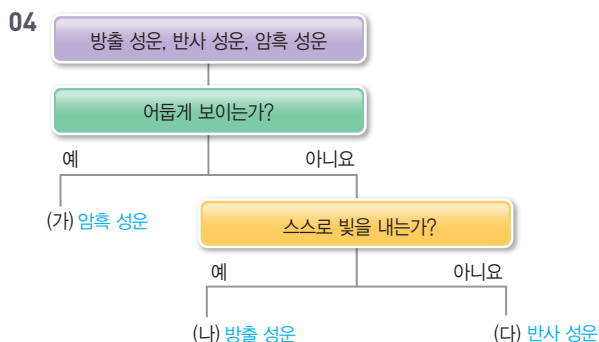 04
방출 성운, 반사 성운, 암흑 성운
어둡게 보이는가?
예 아니요
(가) 암흑 성운
스스로 빛을 내는가?
예 아니요
(나) 방출 성운 (다) 반사 성운